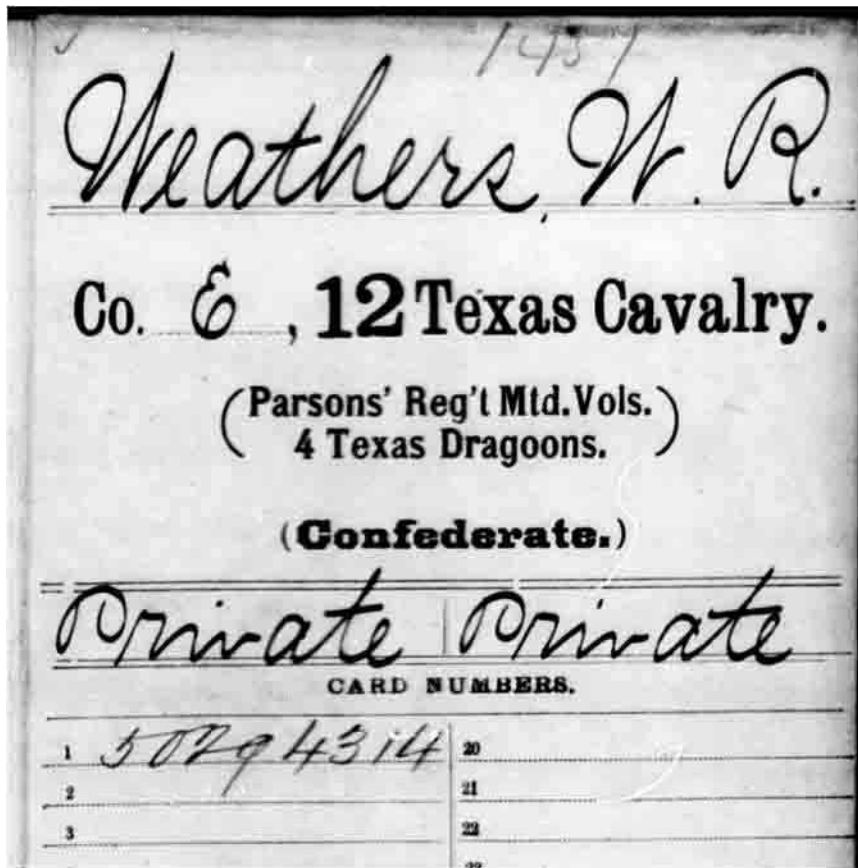 1437
Weathers, W. R.
Co. E, 12 Texas Cavalry.
(Parsons' Reg't Mtd. Vols.
4 Texas Dragoons.)
(Confederate.)
Private | Private
CARD NUMBERS.
1 50294314 20
2 21
3 22